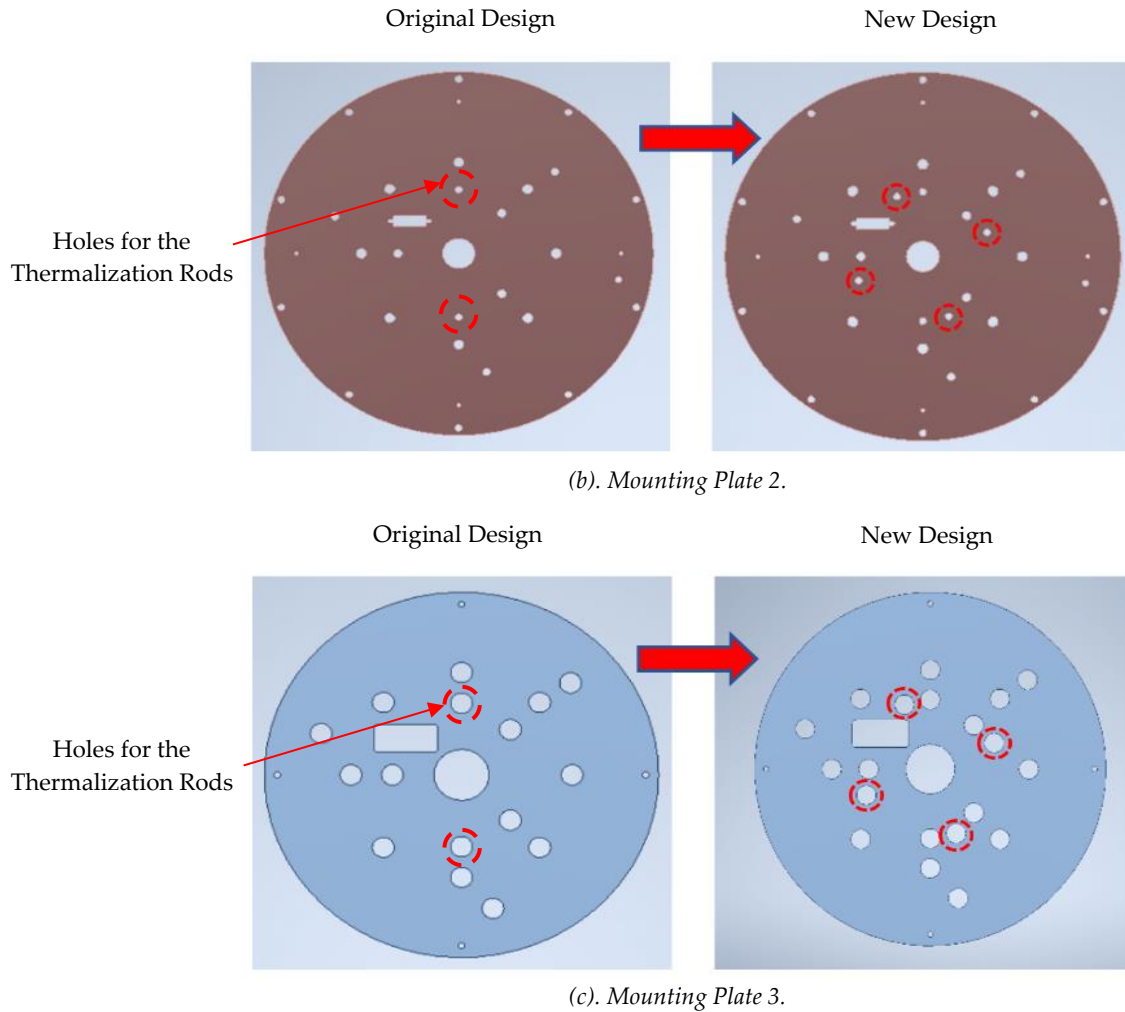 Original Design
New Design
Holes for the
Thermalization Rods
(b). Mounting Plate 2.
Original Design
New Design
Holes for the
Thermalization Rods
(c). Mounting Plate 3.